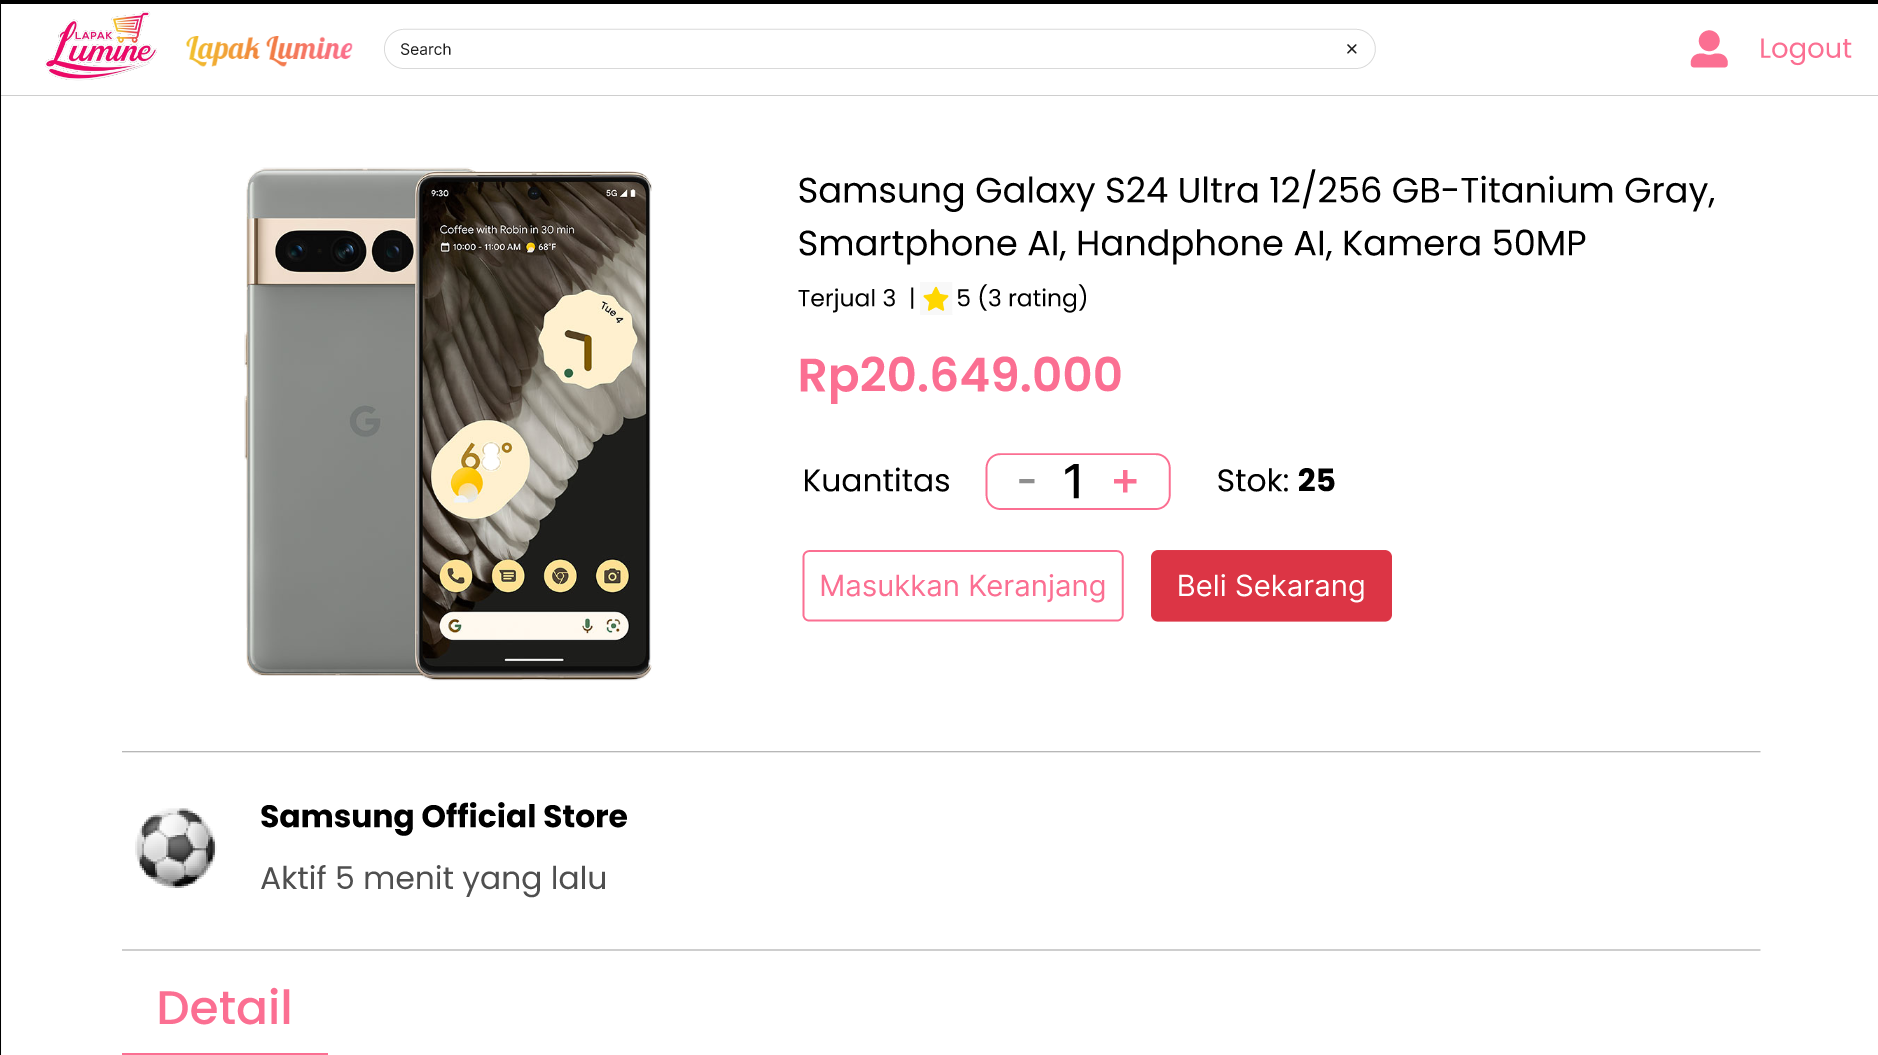 LAPAK
Lumine
Lapak Lumine
Search
×
Logout
9:30
5G
Coffee with Robin in 30 min
10:00 - 11:00 AM 68°F
Tue 4
Samsung Galaxy S24 Ultra 12/256 GB-Titanium Gray,
Smartphone AI, Handphone AI, Kamera 50MP
Terjual 3 | 5 (3 rating)
Rp20.649.000
Kuantitas - 1 + Stok: 25
Masukkan Keranjang
Beli Sekarang
Samsung Official Store
Aktif 5 menit yang lalu
Detail